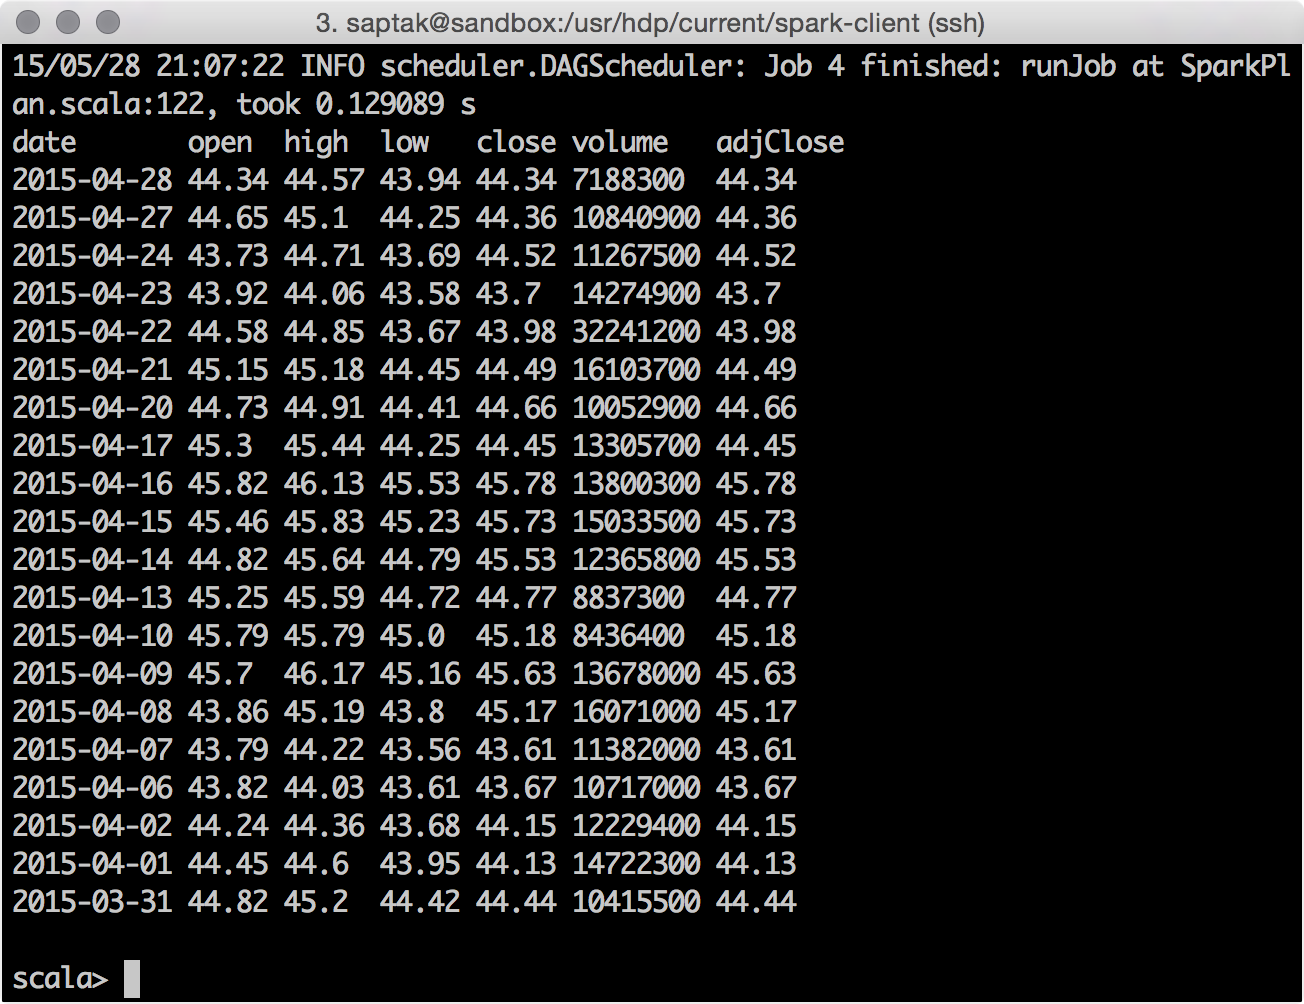 3. saptak@sandbox:/usr/hdp/current/spark-client (ssh)
15/05/28 21:07:22 INFO scheduler.DAGScheduler: Job 4 finished: runJob at SparkPl
an.scala:122, took 0.129089 s
date       open  high  low   close volume   adjClose
2015-04-28 44.34 44.57 43.94 44.34 7188300  44.34
2015-04-27 44.65 45.1  44.25 44.36 10840900 44.36
2015-04-24 43.73 44.71 43.69 44.52 11267500 44.52
2015-04-23 43.92 44.06 43.58 43.7  14274900 43.7
2015-04-22 44.58 44.85 43.67 43.98 32241200 43.98
2015-04-21 45.15 45.18 44.45 44.49 16103700 44.49
2015-04-20 44.73 44.91 44.41 44.66 10052900 44.66
2015-04-17 45.3  45.44 44.25 44.45 13305700 44.45
2015-04-16 45.82 46.13 45.53 45.78 13800300 45.78
2015-04-15 45.46 45.83 45.23 45.73 15033500 45.73
2015-04-14 44.82 45.64 44.79 45.53 12365800 45.53
2015-04-13 45.25 45.59 44.72 44.77 8837300  44.77
2015-04-10 45.79 45.79 45.0  45.18 8436400  45.18
2015-04-09 45.7  46.17 45.16 45.63 13678000 45.63
2015-04-08 43.86 45.19 43.8  45.17 16071000 45.17
2015-04-07 43.79 44.22 43.56 43.61 11382000 43.61
2015-04-06 43.82 44.03 43.61 43.67 10717000 43.67
2015-04-02 44.24 44.36 43.68 44.15 12229400 44.15
2015-04-01 44.45 44.6  43.95 44.13 14722300 44.13
2015-03-31 44.82 45.2  44.42 44.44 10415500 44.44
scala>